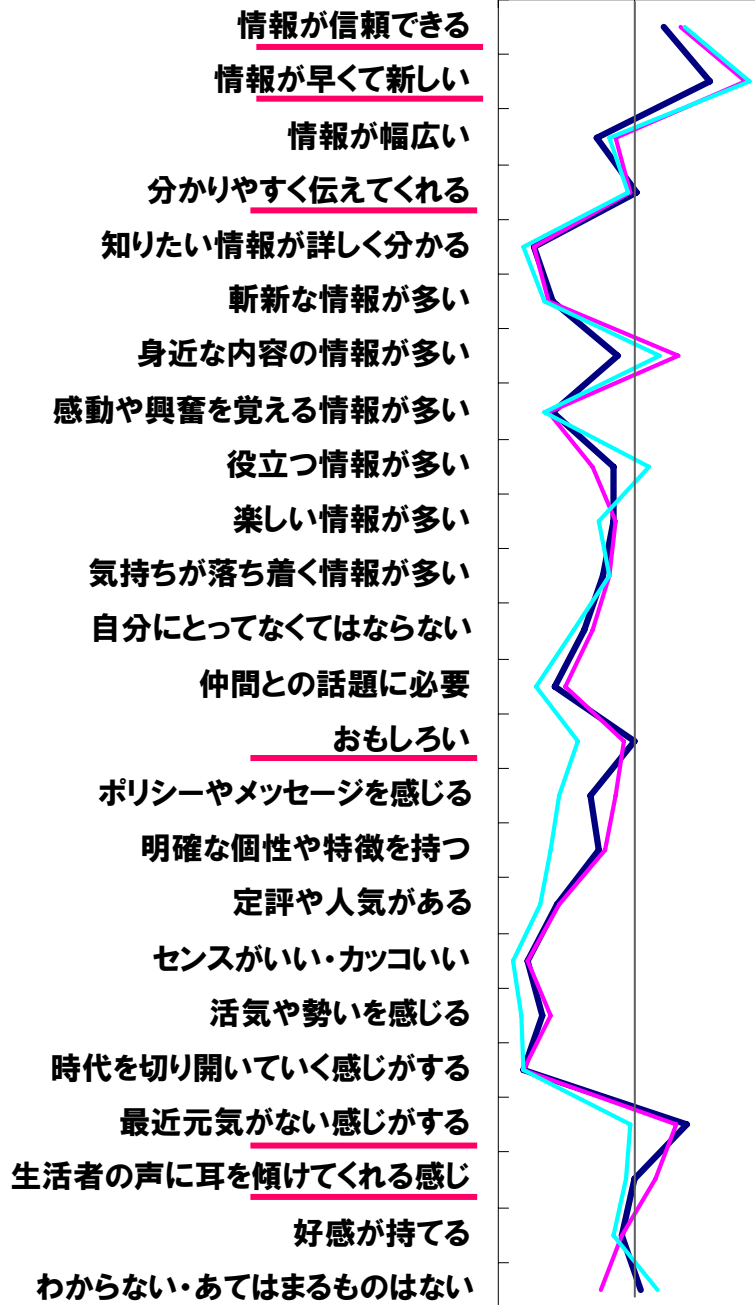 情報が信頼できる
情報が早くて新しい
情報が幅広い
分かりやすく伝えてくれる
知りたい情報が詳しく分かる
斬新な情報が多い
身近な内容の情報が多い
感動や興奮を覚える情報が多い
役立つ情報が多い
楽しい情報が多い
気持ちが落ち着く情報が多い
自分にとってなくてはならない
仲間との話題に必要
おもしろい
ポリシーやメッセージを感じる
明確な個性や特徴を持つ
定評や人気がある
センスがいい・カッコいい
活気や勢いを感じる
時代を切り開いていく感じがする
最近元気がない感じがする
生活者の声に耳を傾けてくれる感じ
好感が持てる
わからない・あてはまるものはない